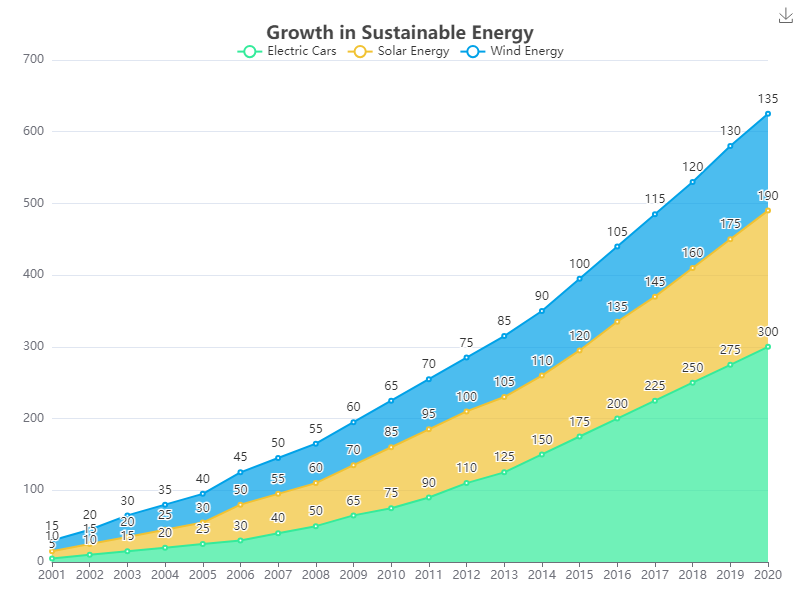 Growth in Sustainable Energy
Electric Cars Solar Energy Wind Energy
700
600
500
400
300
200
100
0
15 20 30 35 40 45 50 55 60 65 70 75 85 90 100 105 115 120 130 135
10 15 20 25 30 50 55 60 70 85 95 100 105 110 120 135 145 160 175 190
5 10 15 20 25 30 40 50 65 75 90 110 125 150 175 200 225 250 275 300
2001 2002 2003 2004 2005 2006 2007 2008 2009 2010 2011 2012 2013 2014 2015 2016 2017 2018 2019 2020